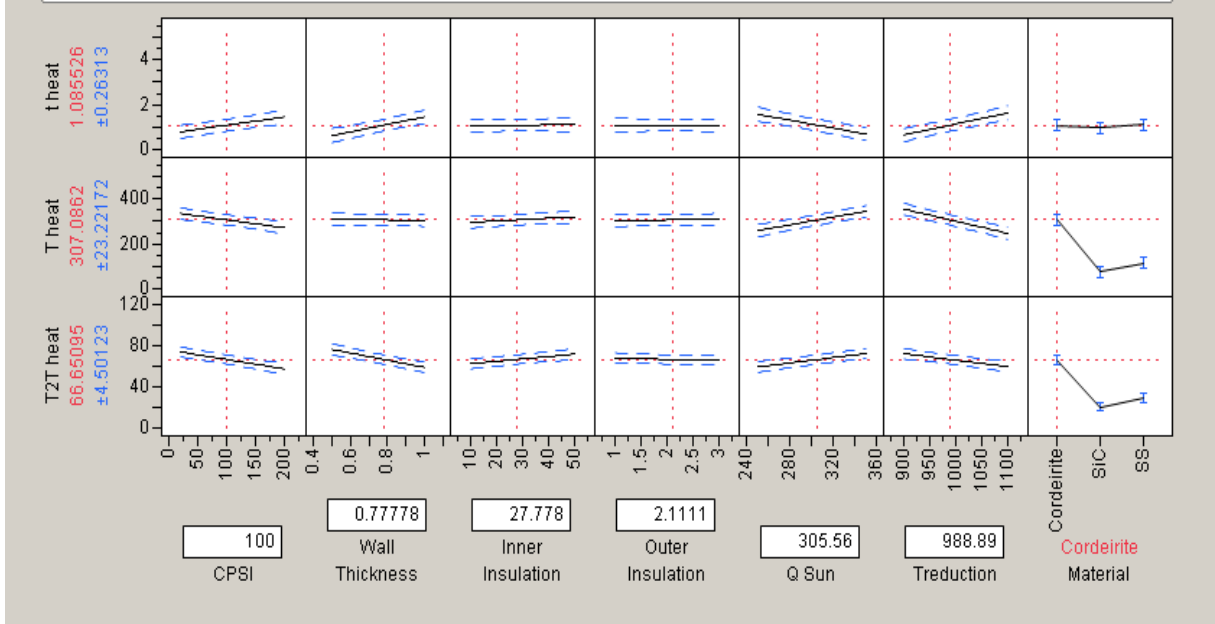 t heat
1.085526
±0.26313
4
2
0
T heat
307.0862
±23.22172
400
200
0
T2T heat
66.65095
±4.50123
120
80
40
0
0 50 100 150 200
0.4 0.6 0.8 1
10 20 30 40 50
1 1.5 2 2.5 3
240 280 320 360
900 950 1000 1050 1100
Cordeirite SiC SS
100
CPSI
0.77778
Wall
Thickness
27.778
Inner
Insulation
2.1111
Outer
Insulation
305.56
Q Sun
988.89
Treduction
Cordeirite
Material